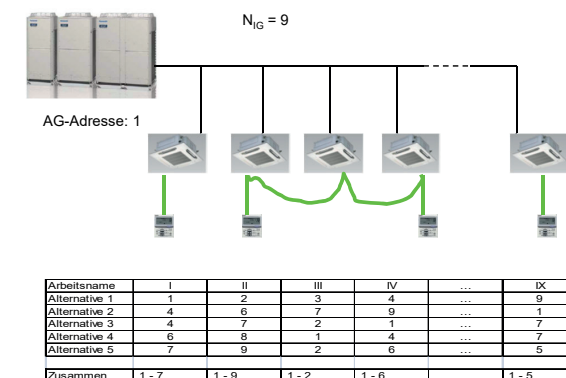 N_IG = 9
AG-Adresse: 1
Arbeitsname I II III IV ... IX
Alternative 1 1 2 3 4 ... 9
Alternative 2 4 6 7 9 ... 1
Alternative 3 4 7 2 1 ... 7
Alternative 4 6 8 1 4 ... 7
Alternative 5 7 9 2 6 ... 5
Zusammen 1 - 7 1 - 9 1 - 2 1 - 6 1 - 5